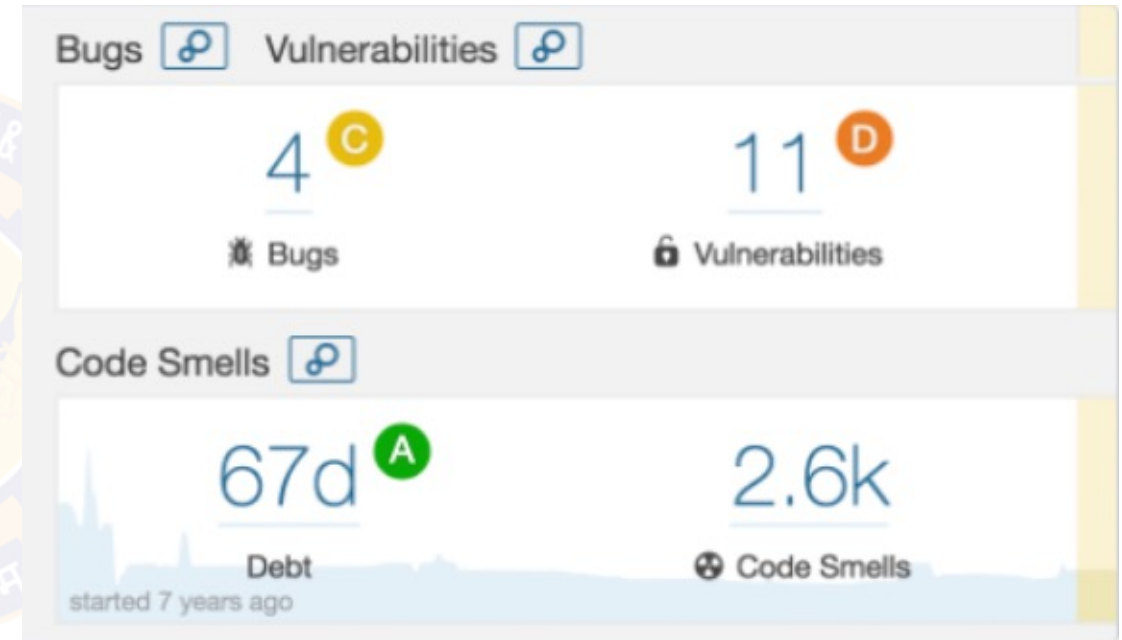 Bugs Vulnerabilities
4 C 11 D
Bugs Vulnerabilities
Code Smells
67d A 2.6k
Debt Code Smells
started 7 years ago